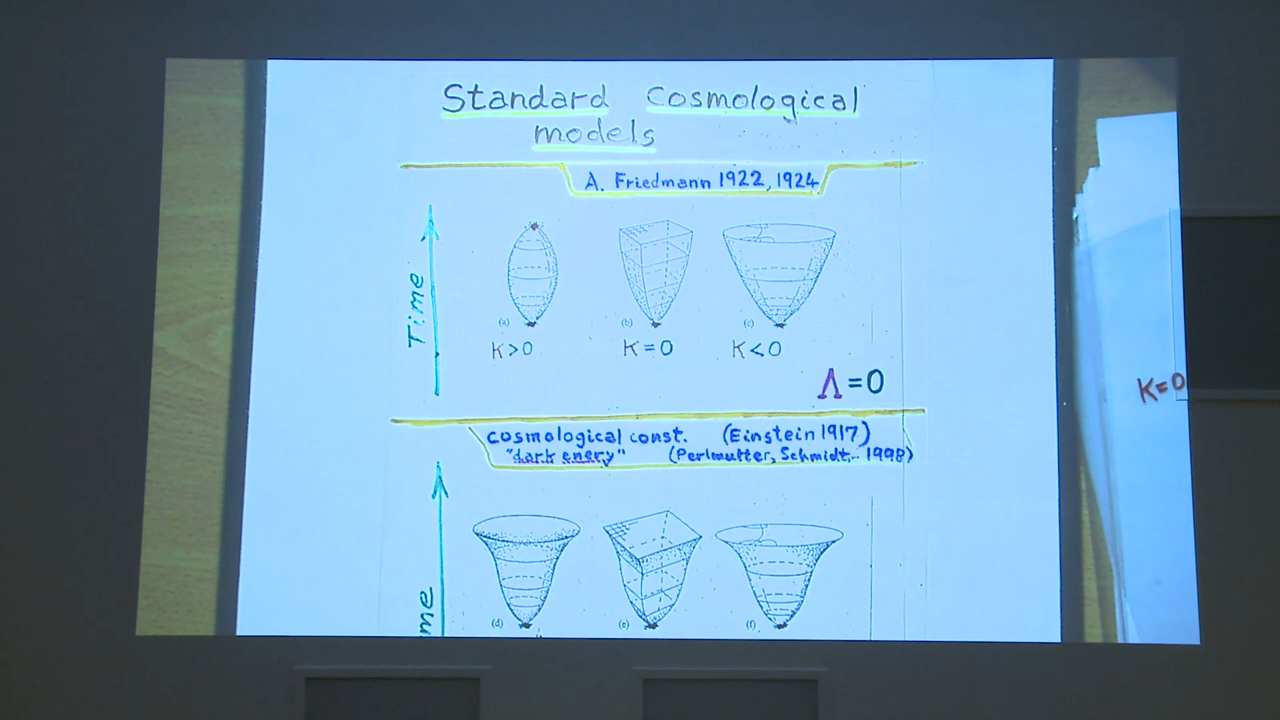 Standard Cosmological
models
A. Friedmann 1922, 1924
Time
(a) (b) (c)
K>0 K=0 K<0
Λ=0
K=0
cosmological const. (Einstein 1917)
"dark enery" (Perlmutter, Schmidt,.. 1998)
me
(d) (e) (f)